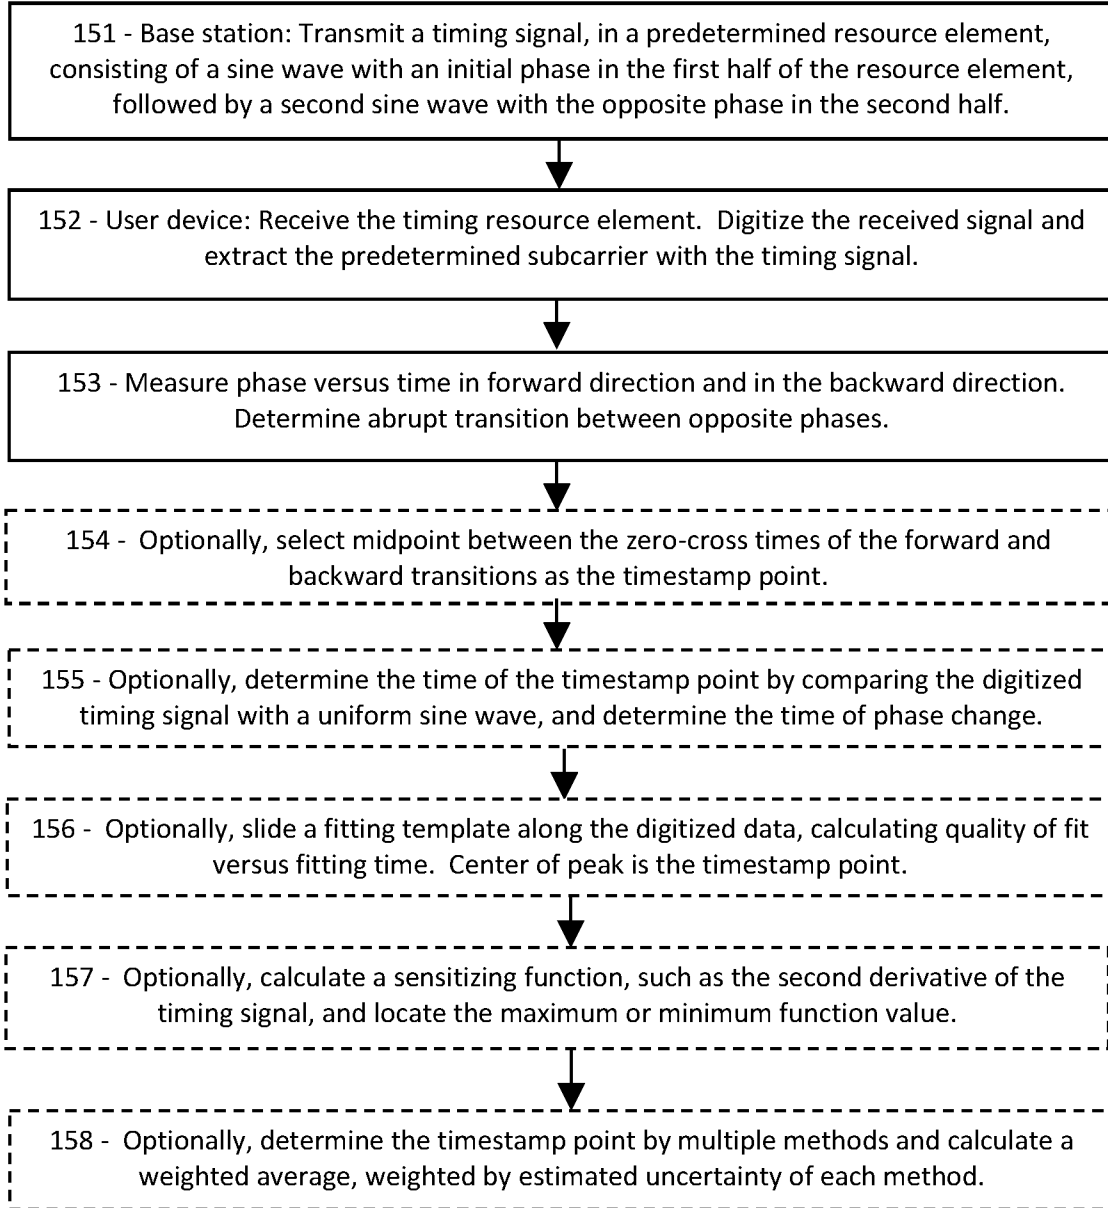 151 - Base station: Transmit a timing signal, in a predetermined resource element,
consisting of a sine wave with an initial phase in the first half of the resource element,
followed by a second sine wave with the opposite phase in the second half.
152 - User device: Receive the timing resource element.  Digitize the received signal and
extract the predetermined subcarrier with the timing signal.
153 - Measure phase versus time in forward direction and in the backward direction.
Determine abrupt transition between opposite phases.
154 -  Optionally, select midpoint between the zero-cross times of the forward and
backward transitions as the timestamp point.
155 - Optionally, determine the time of the timestamp point by comparing the digitized
timing signal with a uniform sine wave, and determine the time of phase change.
156 -  Optionally, slide a fitting template along the digitized data, calculating quality of fit
versus fitting time.  Center of peak is the timestamp point.
157 -  Optionally, calculate a sensitizing function, such as the second derivative of the
timing signal, and locate the maximum or minimum function value.
158 -  Optionally, determine the timestamp point by multiple methods and calculate a
weighted average, weighted by estimated uncertainty of each method.